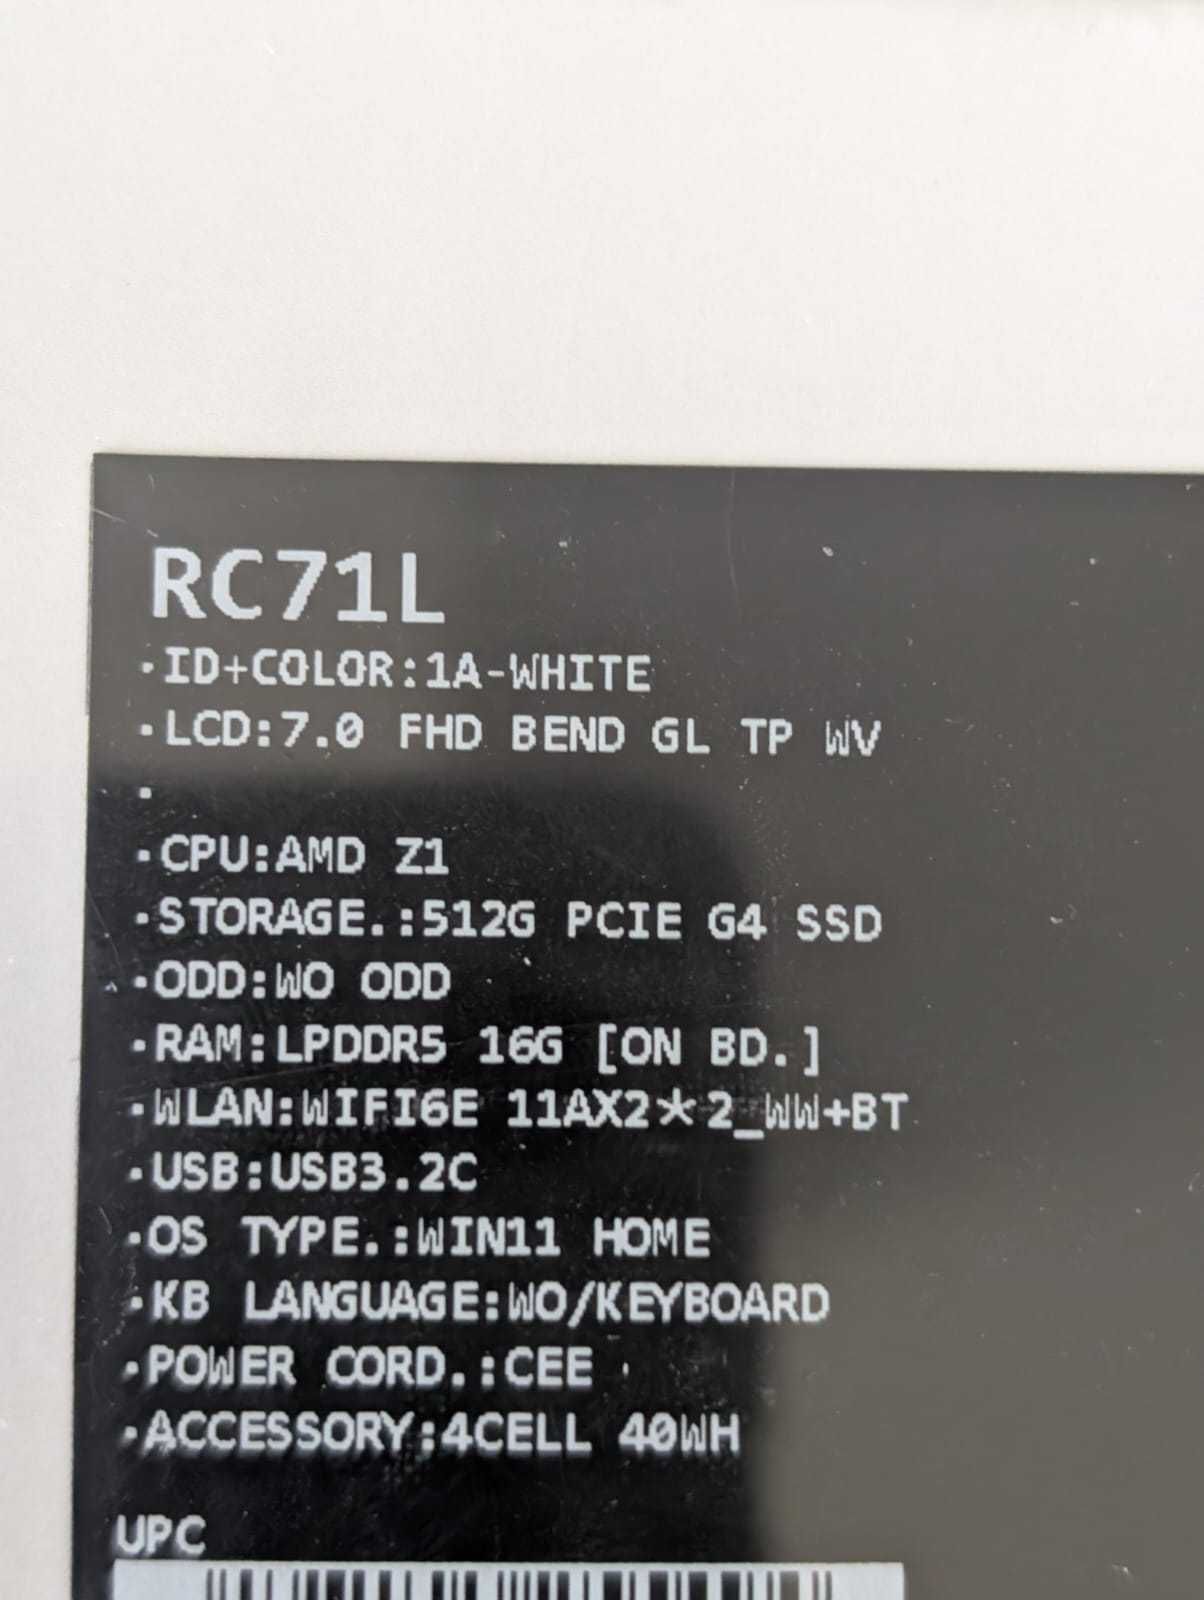 RC71L
·ID+COLOR:1A-WHITE
·LCD:7.0 FHD BEND GL TP WV
·
·CPU:AMD Z1
·STORAGE.:512G PCIE G4 SSD
·ODD:WO ODD
·RAM:LPDDR5 16G [ON BD.]
·WLAN:WIFI6E 11AX2*2_WW+BT
·USB:USB3.2C
·OS TYPE.:WIN11 HOME
·KB LANGUAGE:WO/KEYBOARD
·POWER CORD.:CEE
·ACCESSORY:4CELL 40WH
UPC